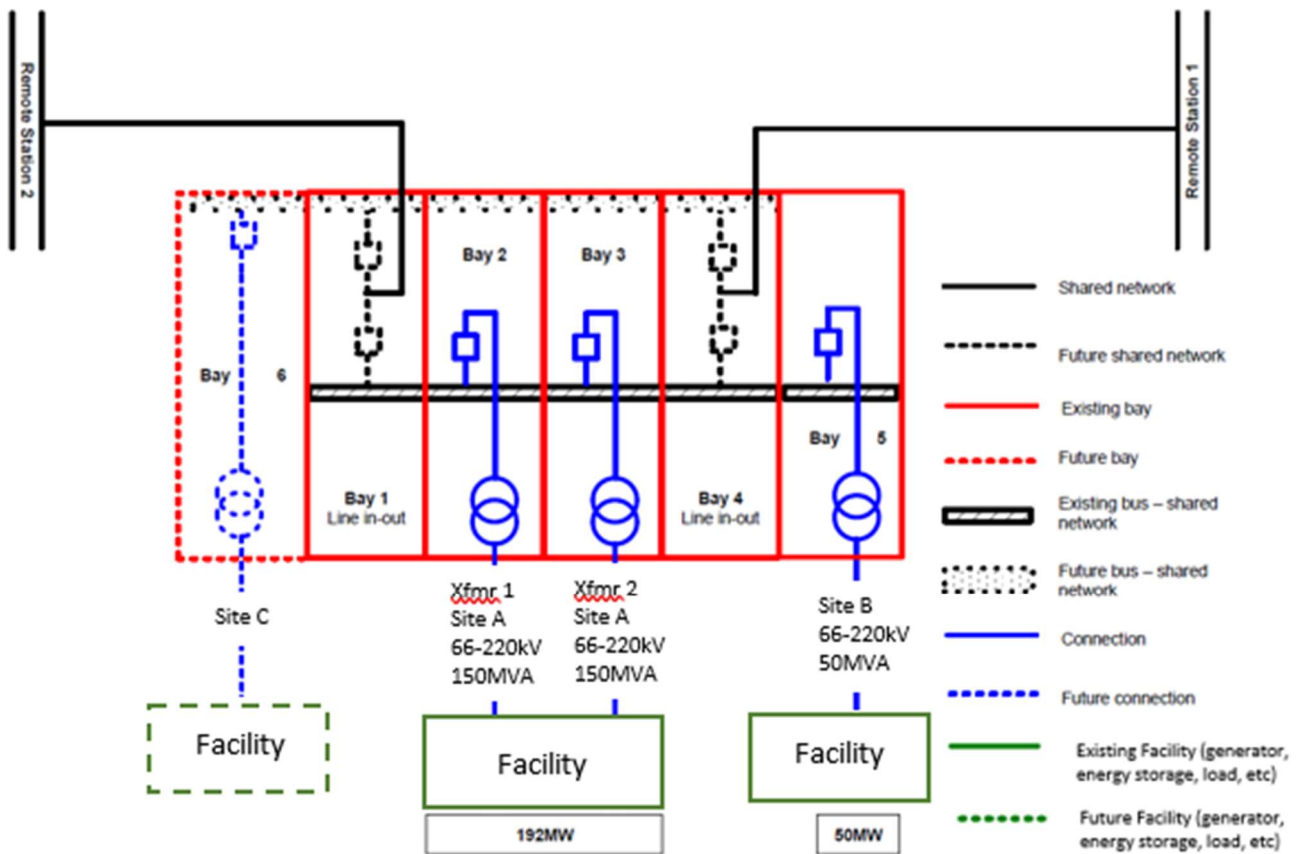 Remote Station 2
Remote Station 1
Bay 2
Bay 3
Bay 6
Bay 5
Bay 1
Line in-out
Bay 4
Line in-out
Site C
Xfmr 1
Site A
66-220kV
150MVA
Xfmr 2
Site A
66-220kV
150MVA
Site B
66-220kV
50MVA
Facility
Facility
Facility
192MW
50MW
Shared network
Future shared network
Existing bay
Future bay
Existing bus – shared
network
Future bus – shared
network
Connection
Future connection
Existing Facility (generator,
energy storage, load, etc)
Future Facility (generator,
energy storage, load, etc)